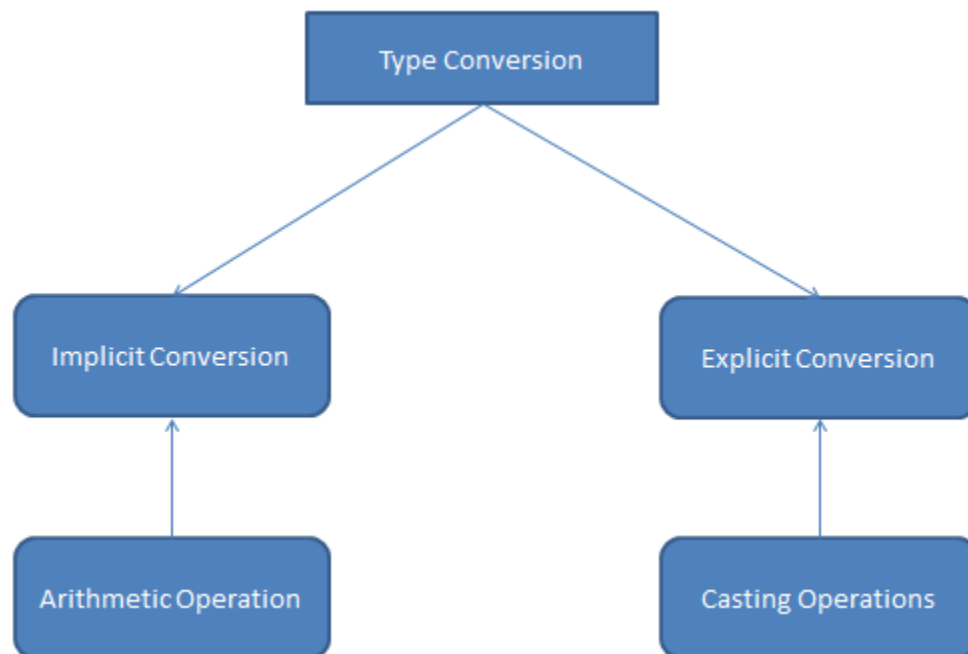 Type Conversion
Implicit Conversion
Explicit Conversion
Arithmetic Operation
Casting Operations